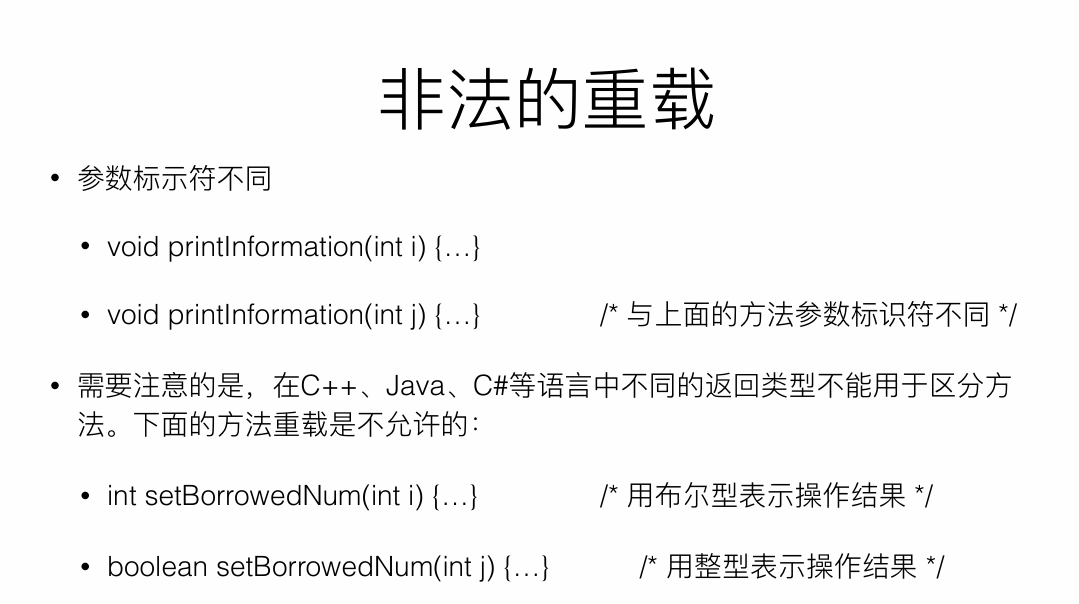 非法的重载
• 参数标示符不同
• void printInformation(int i) {…}
• void printInformation(int j) {…} /* 与上面的方法参数标识符不同 */
• 需要注意的是，在C++、Java、C#等语言中不同的返回类型不能用于区分方
法。下面的方法重载是不允许的：
• int setBorrowedNum(int i) {…} /* 用布尔型表示操作结果 */
• boolean setBorrowedNum(int j) {…} /* 用整型表示操作结果 */